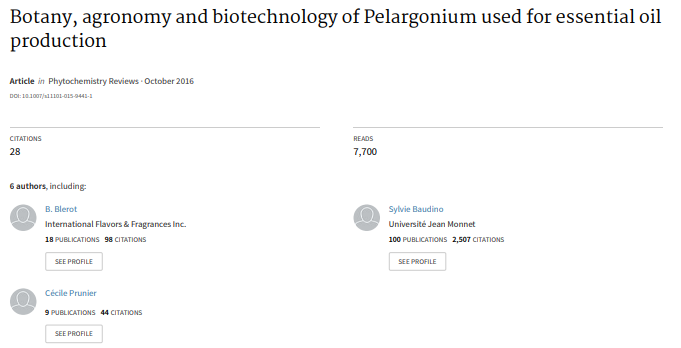 Botany, agronomy and biotechnology of Pelargonium used for essential oil
production
Article in Phytochemistry Reviews · October 2016
DOI: 10.1007/s11101-015-9441-1
CITATIONS
28
READS
7,700
6 authors, including:
B. Blerot
International Flavors & Fragrances Inc.
18 PUBLICATIONS 98 CITATIONS
SEE PROFILE
Sylvie Baudino
Université Jean Monnet
100 PUBLICATIONS 2,507 CITATIONS
SEE PROFILE
Cécile Prunier
9 PUBLICATIONS 44 CITATIONS
SEE PROFILE